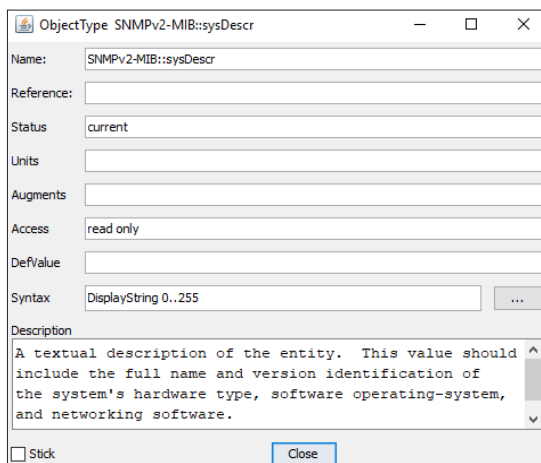 ObjectType SNMPv2-MIB::sysDescr
Name: SNMPv2-MIB::sysDescr
Reference:
Status current
Units
Augments
Access read only
DefValue
Syntax DisplayString 0..255 ...
Description
A textual description of the entity.  This value should
include the full name and version identification of
the system's hardware type, software operating-system,
and networking software.
Stick Close